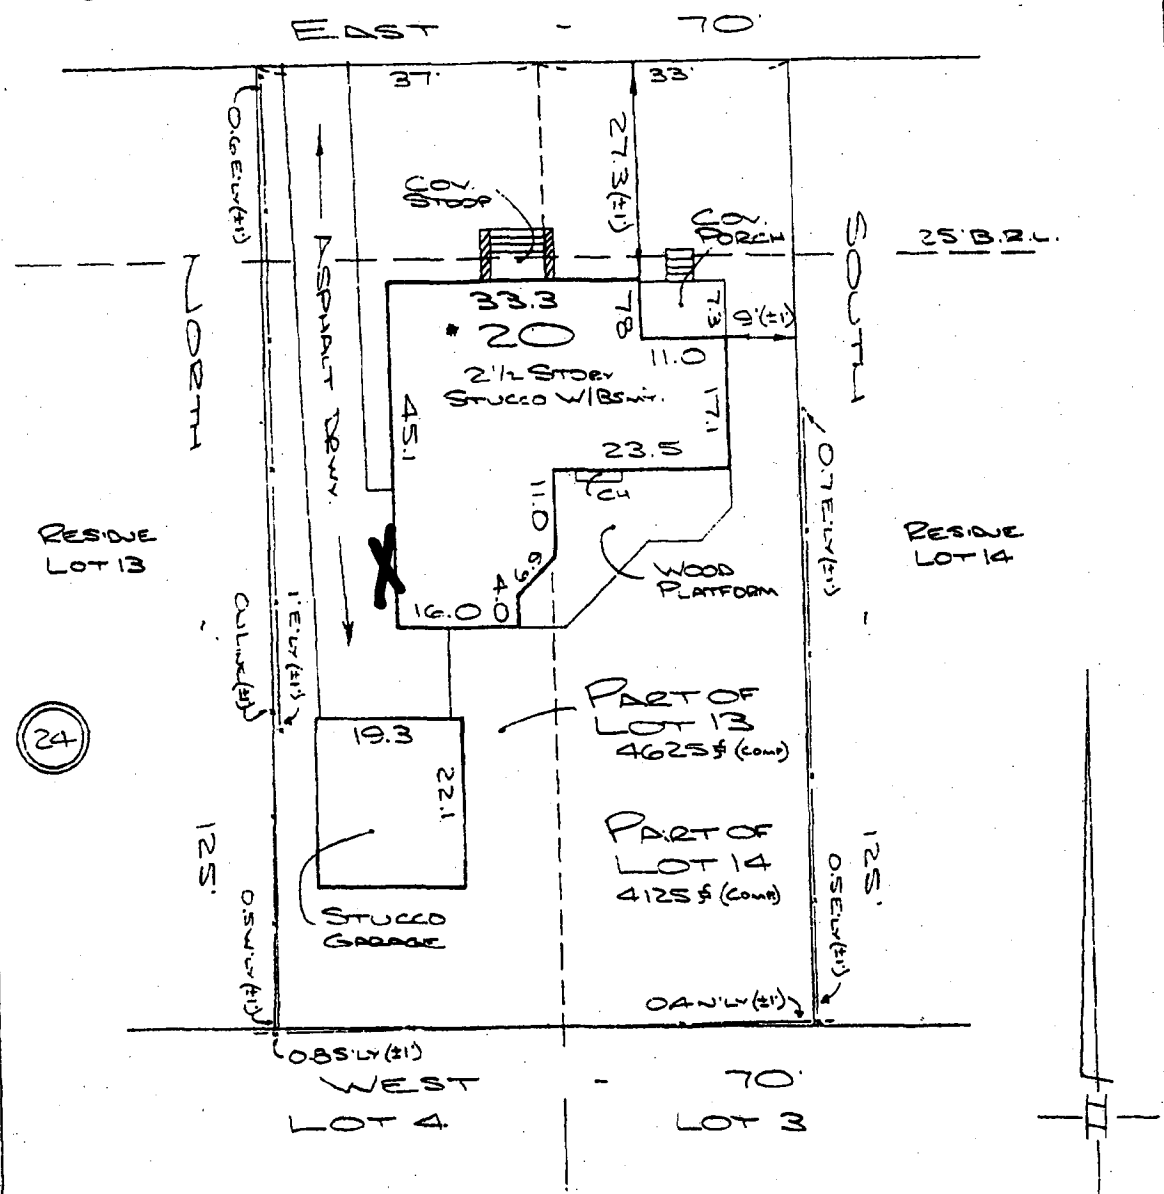 EAST - 70'
37'
33'
0.6 E'LY (±1')
27.3 (±1')
COV.
STOOP
COV.
PORCH
25' B.R.L.
NORTH
SOUTH
ASPHALT DRWY.
33.3
7.8
7.3
9' (±1')
* 20
11.0
2 1/2 STORY
STUCCO W/BSMT.
45.1
17.1
23.5
CH
11.0
0.7 E'LY (±1')
RESIDUE
LOT 13
RESIDUE
LOT 14
X
6.9
WOOD
PLATFORM
16.0
4.0
ON LINE (±1')
1' E'LY (±1')
PART OF
LOT 13
4625 (COMP)
24
19.3
22.1
PART OF
LOT 14
4125 (COMP)
125'
125'
STUCCO
GARAGE
0.5 W'LY (±1')
0.5 E'LY (±1')
0.4 N'LY (±1')
0.8 S'LY (±1')
WEST - 70'
LOT 4
LOT 3